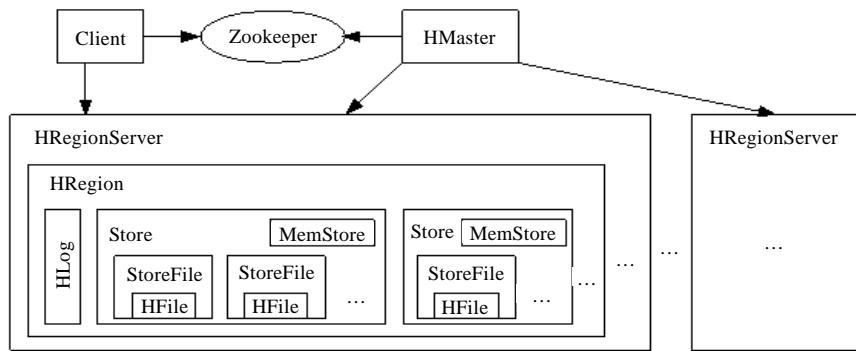 Client
Zookeeper
HMaster
HRegionServer
HRegionServer
HRegion
HLog
Store
MemStore
Store
MemStore
StoreFile
StoreFile
StoreFile
HFile
HFile
…
HFile
…
…
…
…
…